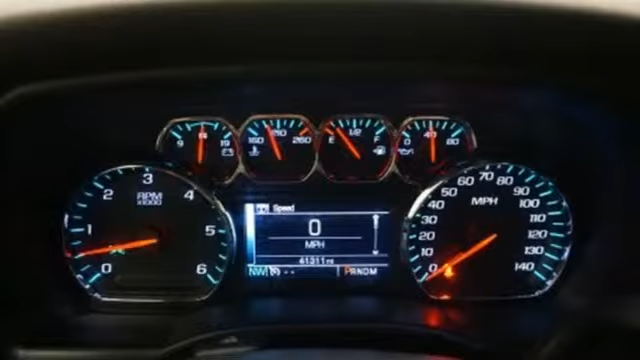 9 19
160 260
E 1/2 F
0 40 80
0 1 2 3 4 5 6
RPM
x1000
Speed
0
MPH
41311 mi
NW -- PRNDM
0 10 20 30 40 50 60 70 80 90 100 110 120 130 140
MPH